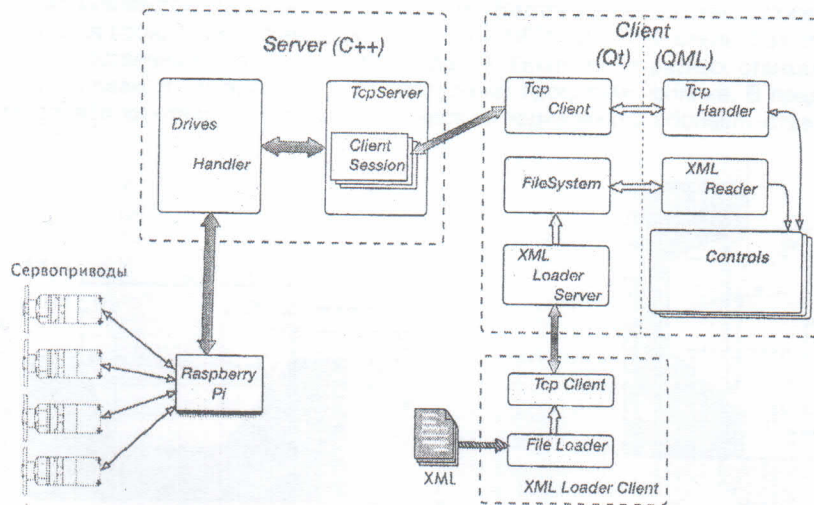 Server (C++)
Drives
Handler
TcpServer
Client
Session
Client
(Qt)
(QML)
Tcp
Client
Tcp
Handler
FileSystem
XML
Reader
XML
Loader
Server
Controls
Сервоприводы
Raspberry
Pi
Tcp Client
File Loader
XML
XML Loader Client